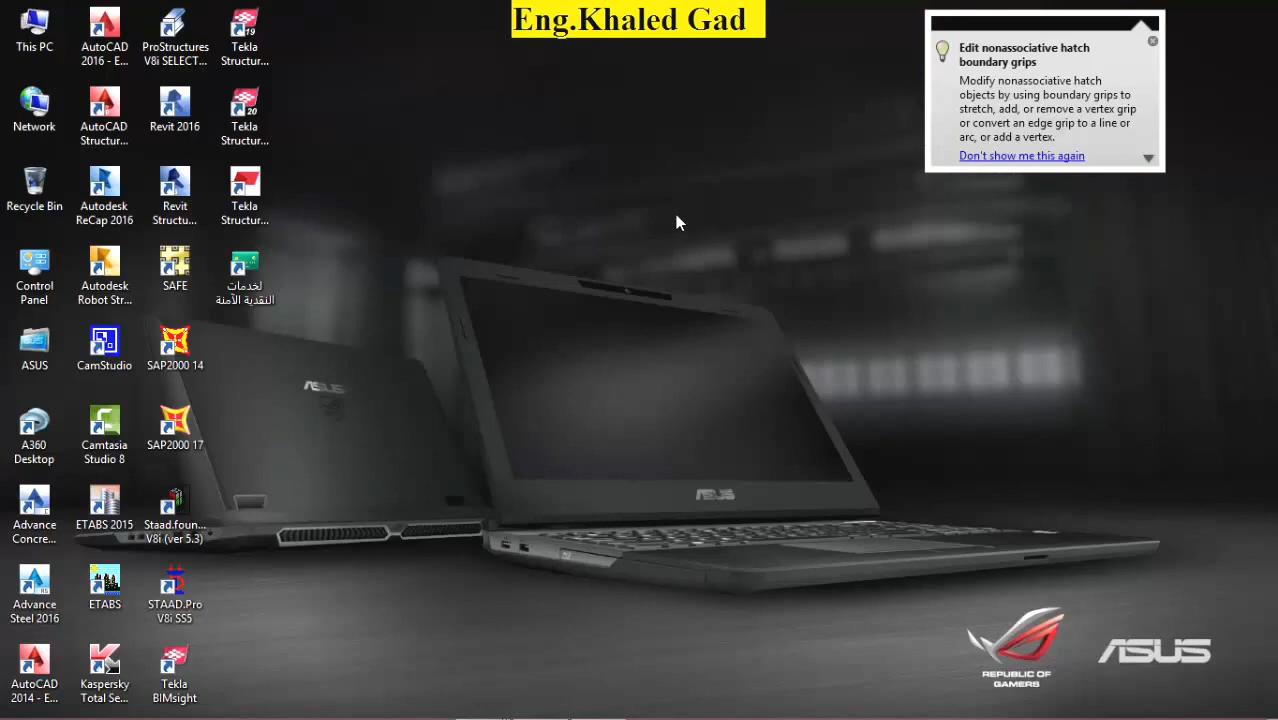 Eng.Khaled Gad
This PC
AutoCAD
2016 - E...
ProStructures
V8i SELECT...
Tekla
Structur...
Network
AutoCAD
Structur...
Revit 2016
Tekla
Structur...
Recycle Bin
Autodesk
ReCap 2016
Revit
Structu...
Tekla
Structur...
Control
Panel
Autodesk
Robot Str...
SAFE
لخدمات
النقدية الآمنة
ASUS
CamStudio
SAP2000 14
A360
Desktop
Camtasia
Studio 8
SAP2000 17
Advance
Concre...
ETABS 2015
Staad.foun...
V8i (ver 5.3)
Advance
Steel 2016
ETABS
STAAD.Pro
V8i SS5
AutoCAD
2014 - E...
Kaspersky
Total Se...
Tekla
BIMsight
19
20
Edit nonassociative hatch
boundary grips
Modify nonassociative hatch
objects by using boundary grips to
stretch, add, or remove a vertex grip
or convert an edge grip to a line or
arc, or add a vertex.
Don't show me this again
ASUS
ASUS
REPUBLIC OF
GAMERS
ASUS